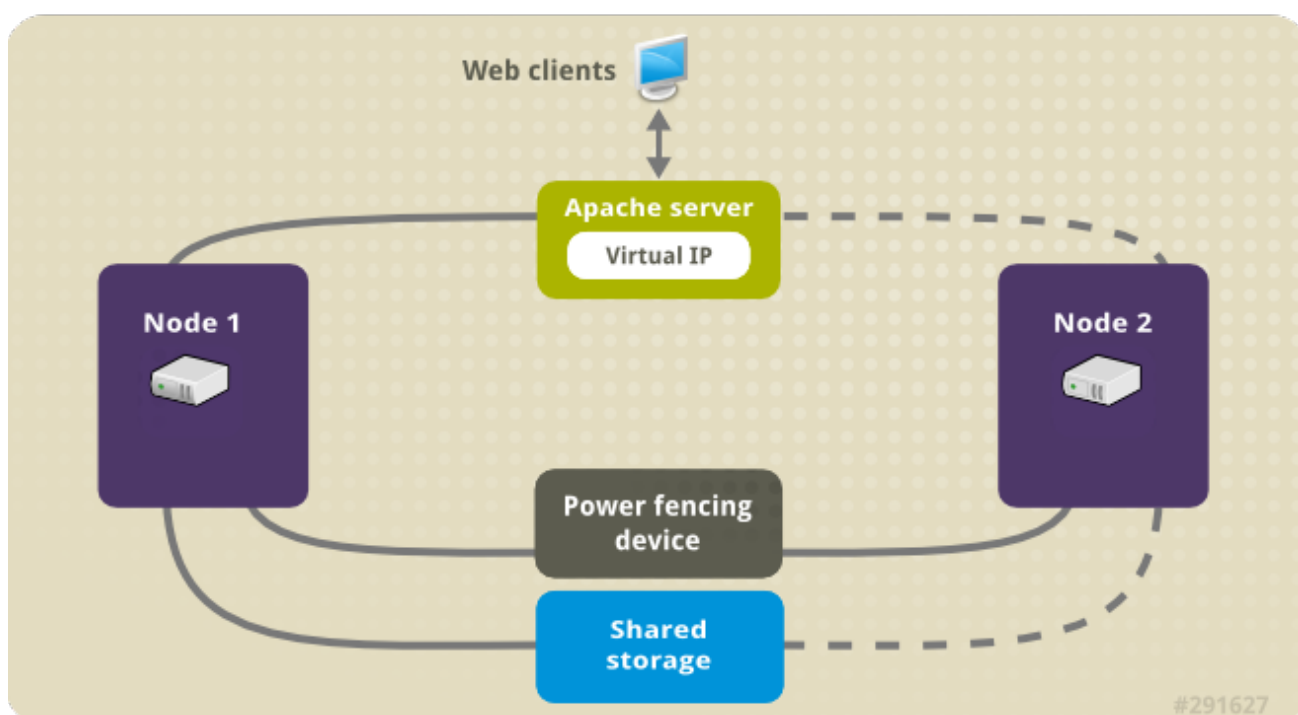 Web clients
Apache server
Virtual IP
Node 1
Node 2
Power fencing
device
Shared
storage
#291627